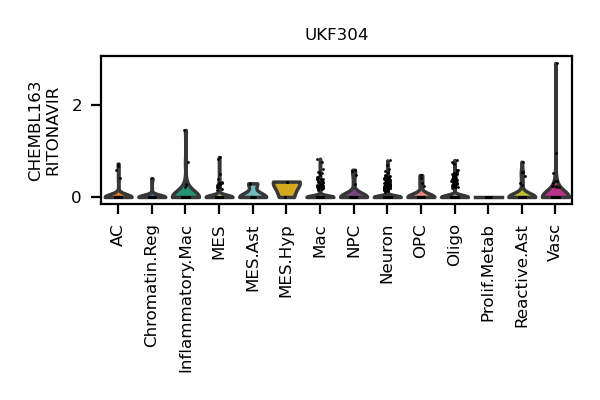 UKF304
CHEMBL163
RITONAVIR
2
0
AC
Chromatin.Reg
Inflammatory.Mac
MES
MES.Ast
MES.Hyp
Mac
NPC
Neuron
OPC
Oligo
Prolif.Metab
Reactive.Ast
Vasc